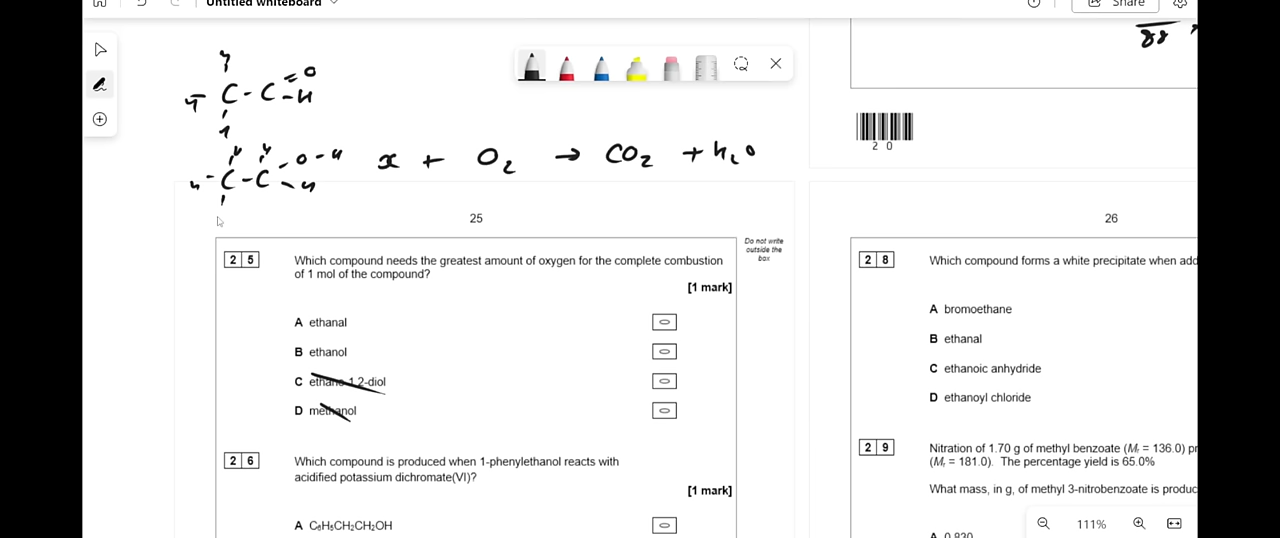 Untitled whiteboard
Share
88
H
C - C = O
H
- H
H
H H
- O - H
H - C - C
- H
x + O2 → CO2 + H2O
2 0
25
26
Do not write
outside the
box
2 5
Which compound needs the greatest amount of oxygen for the complete combustion
of 1 mol of the compound?
[1 mark]
A ethanal
B ethanol
C ethane-1,2-diol
D methanol
2 6
Which compound is produced when 1-phenylethanol reacts with
acidified potassium dichromate(VI)?
[1 mark]
A C₆H₅CH₂CH₂OH
2 8
Which compound forms a white precipitate when add
A bromoethane
B ethanal
C ethanoic anhydride
D ethanoyl chloride
2 9
Nitration of 1.70 g of methyl benzoate (Mr = 136.0) pr
(Mr = 181.0). The percentage yield is 65.0%
What mass, in g, of methyl 3-nitrobenzoate is produc
A 0.830
111%